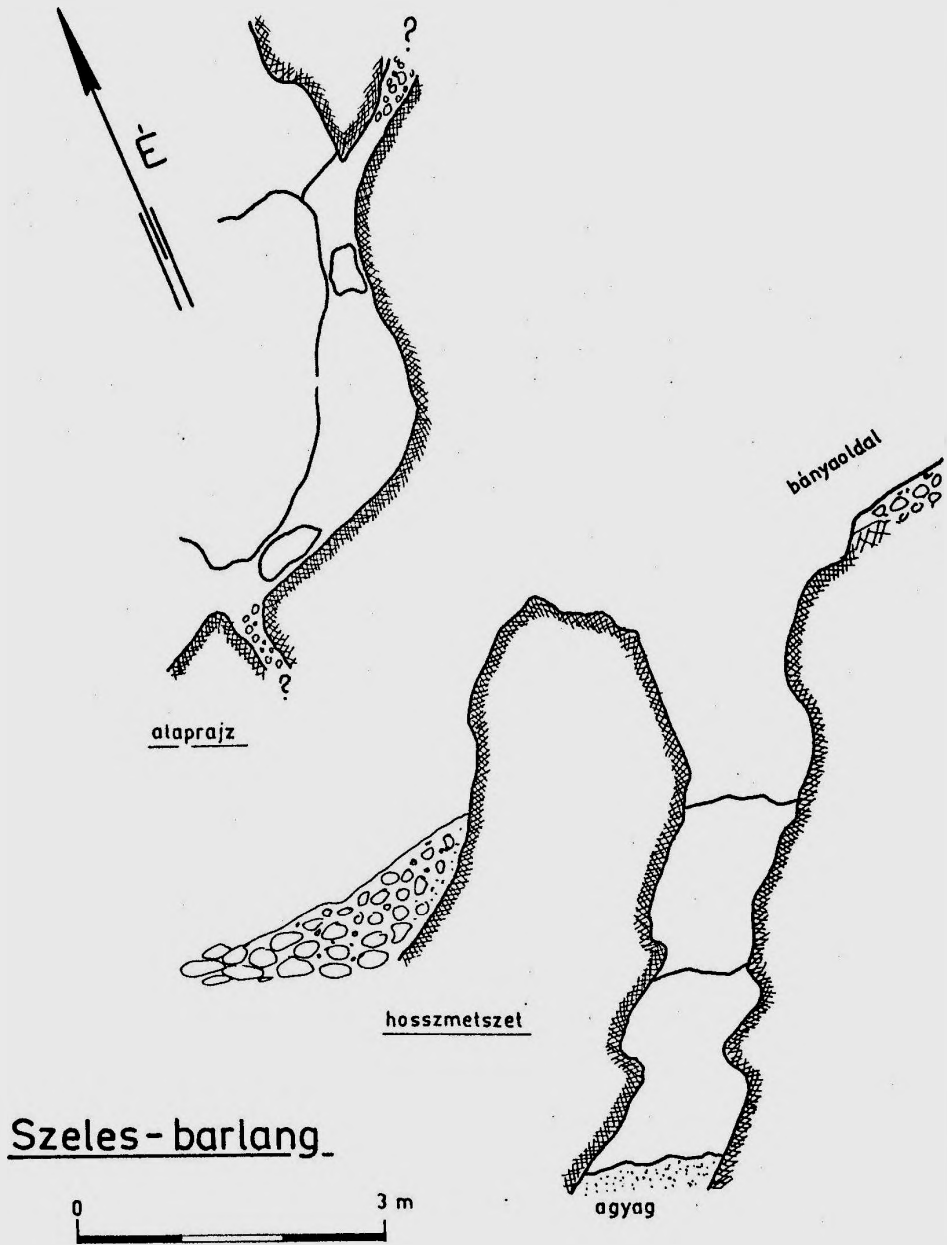 ?
É
bányaoldal
?
alaprajz
hosszmetszet
Szeles-barlang
0 3 m
agyag